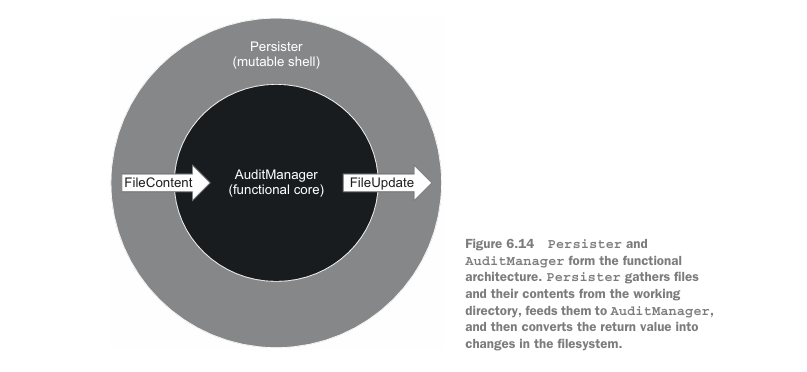 Persister
(mutable shell)
FileContent
AuditManager
(functional core)
FileUpdate
Figure 6.14 Persister and
AuditManager form the functional
architecture. Persister gathers files
and their contents from the working
directory, feeds them to AuditManager,
and then converts the return value into
changes in the filesystem.